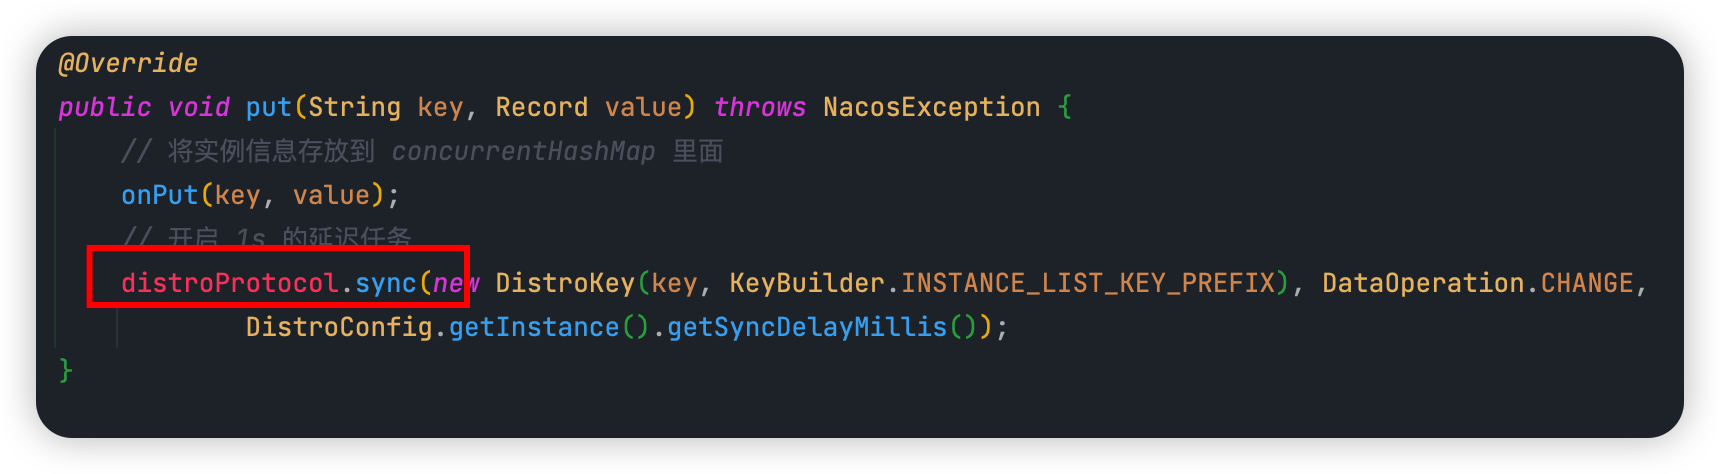 @Override
public void put(String key, Record value) throws NacosException {
// 将实例信息存放到 concurrentHashMap 里面
onPut(key, value);
// 开启 1s 的延迟任务
distroProtocol.sync(new DistroKey(key, KeyBuilder.INSTANCE_LIST_KEY_PREFIX), DataOperation.CHANGE,
DistroConfig.getInstance().getSyncDelayMillis());
}